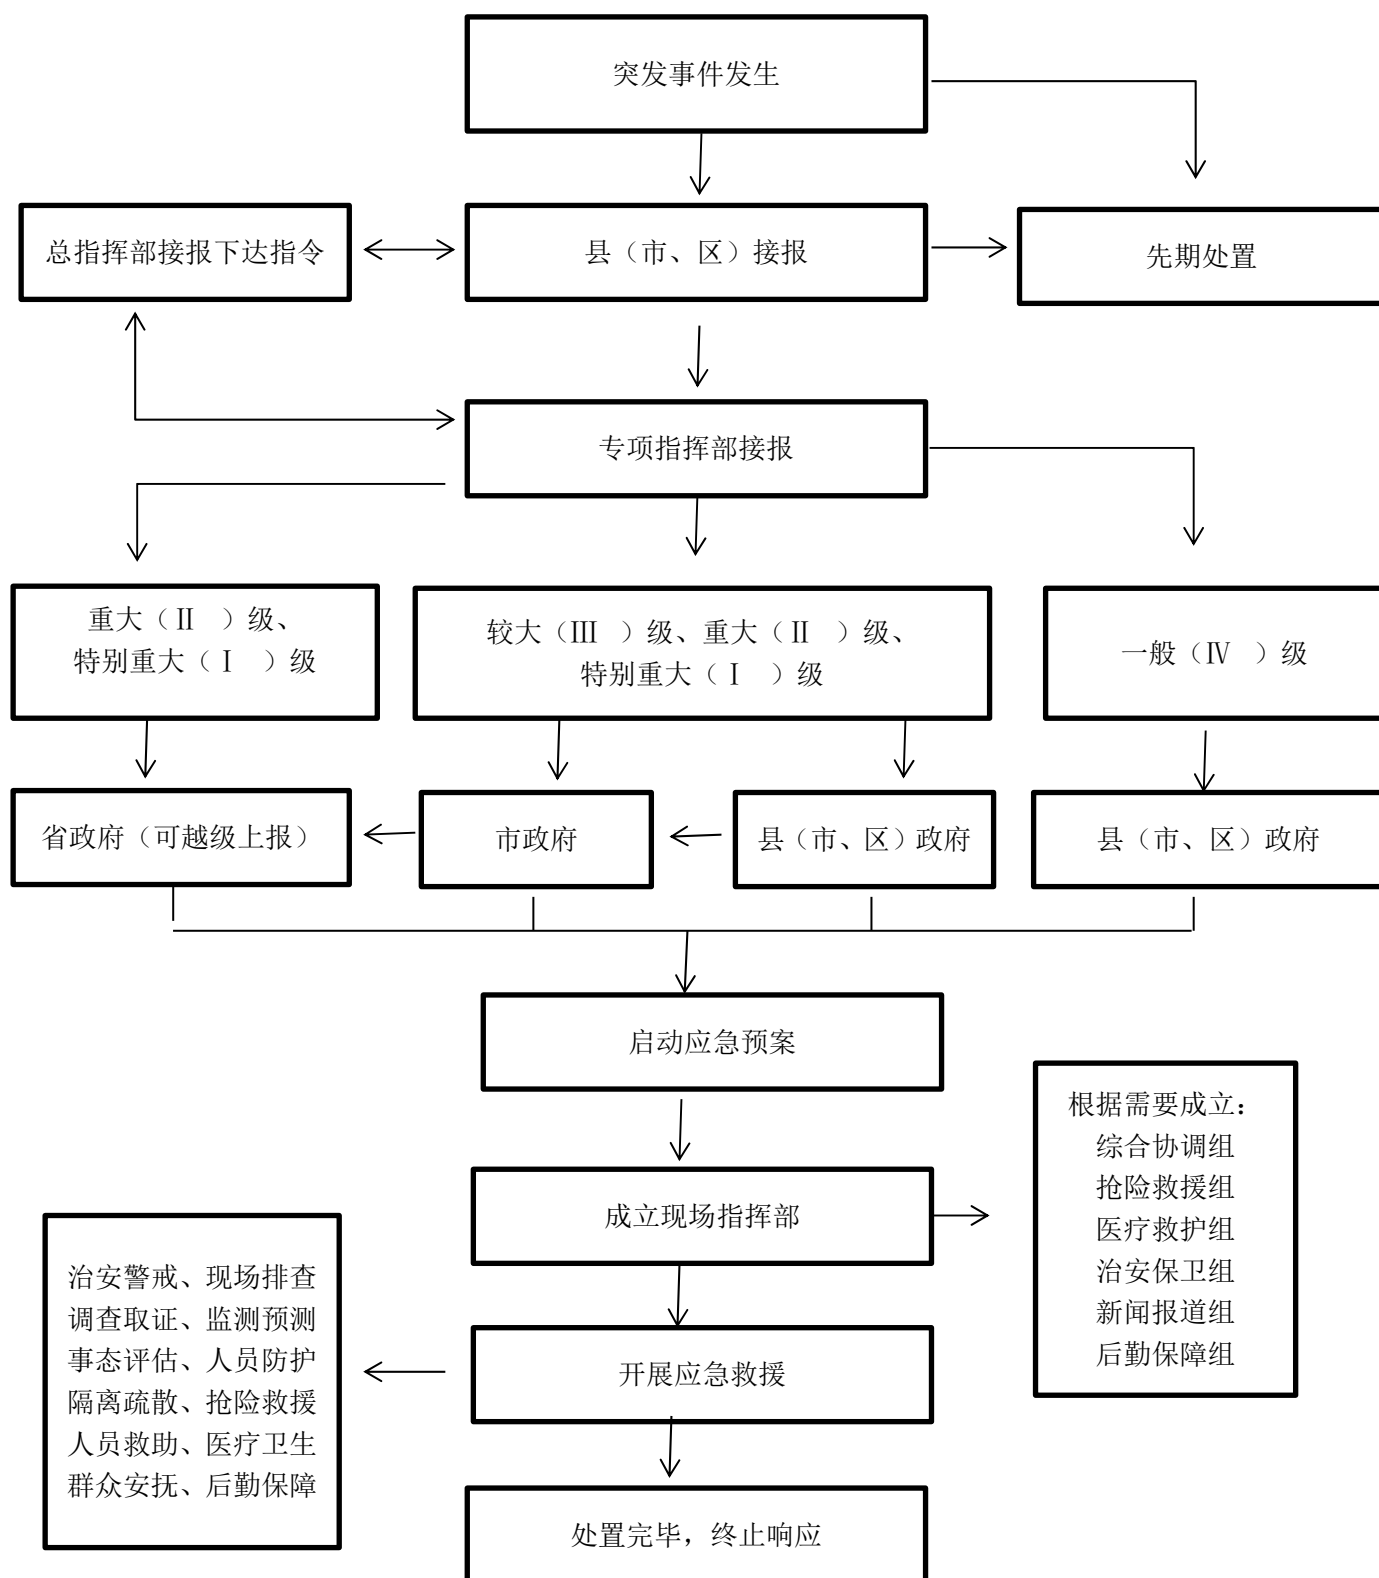 突发事件发生
总指挥部接报下达指令
县（市、区）接报
先期处置
专项指挥部接报
重大（Ⅱ ）级、
特别重大（Ⅰ ）级
较大（Ⅲ ）级、重大（Ⅱ ）级、
特别重大（Ⅰ ）级
一般（Ⅳ ）级
省政府（可越级上报）
市政府
县（市、区）政府
县（市、区）政府
启动应急预案
根据需要成立：
综合协调组
抢险救援组
医疗救护组
治安保卫组
新闻报道组
后勤保障组
成立现场指挥部
治安警戒、现场排查
调查取证、监测预测
事态评估、人员防护
隔离疏散、抢险救援
人员救助、医疗卫生
群众安抚、后勤保障
开展应急救援
处置完毕，终止响应